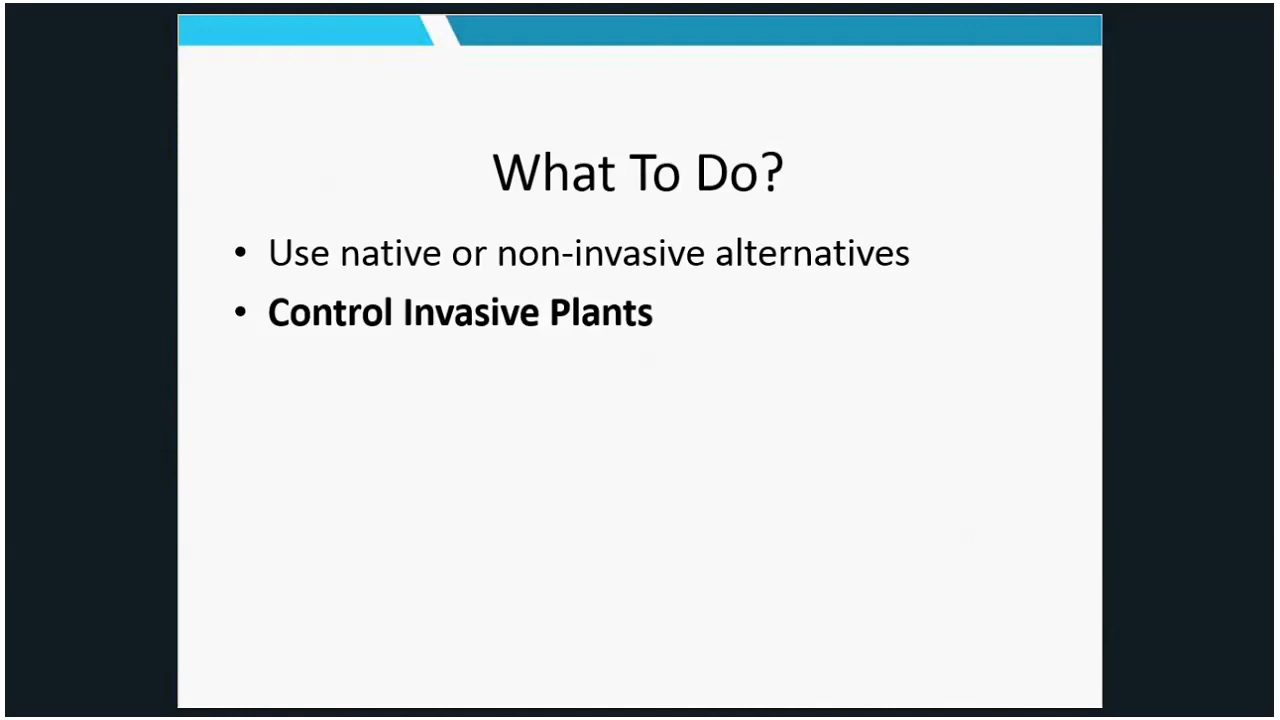 What To Do?
• Use native or non-invasive alternatives
• Control Invasive Plants